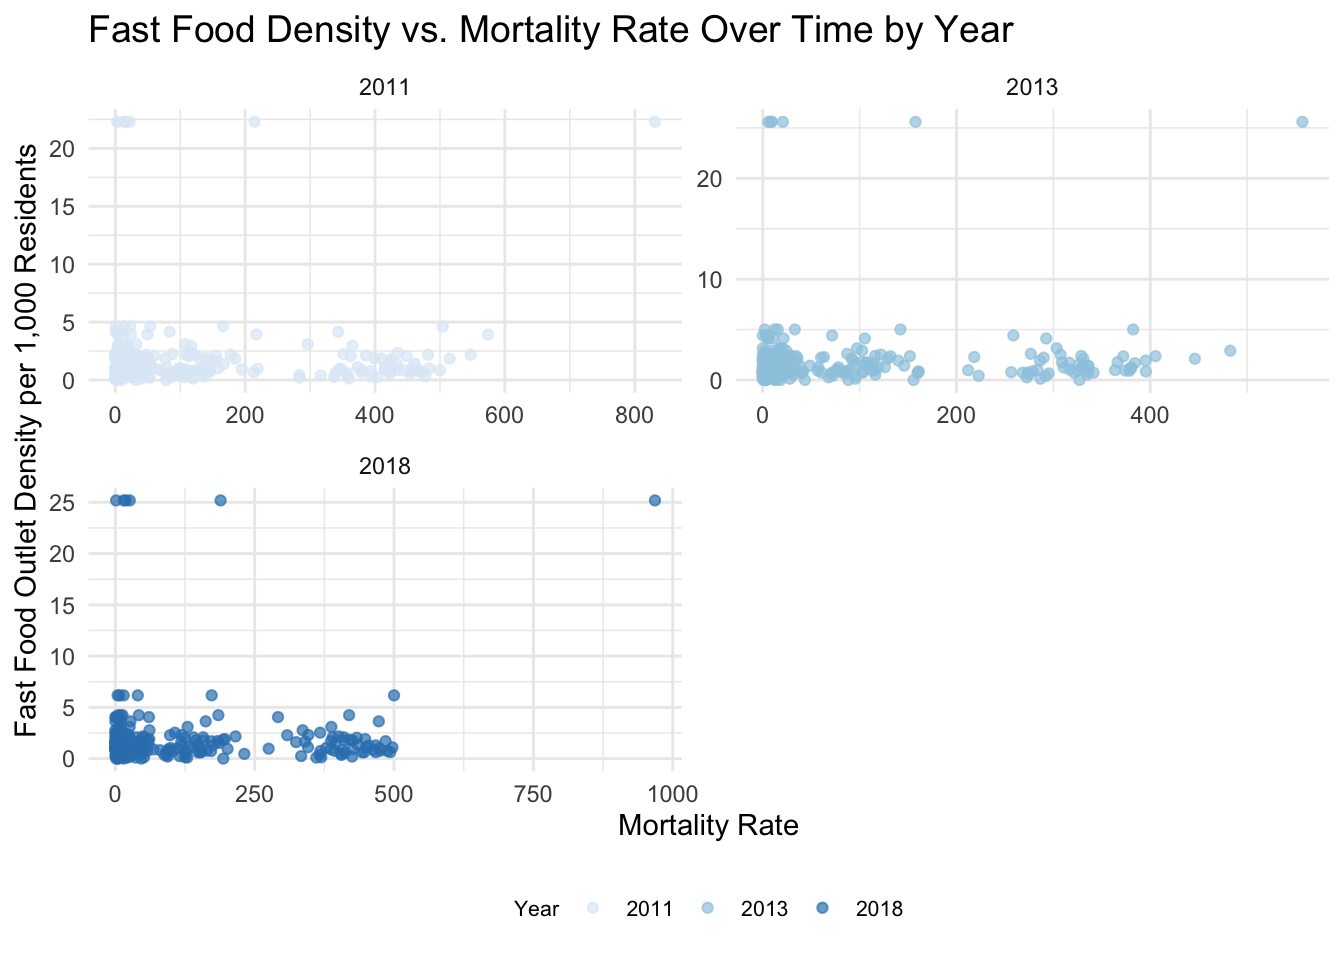 Fast Food Density vs. Mortality Rate Over Time by Year
2011
2013
Fast Food Outlet Density per 1,000 Residents
20
15
10
5
0
0 200 400 600 800
20
10
0
0 200 400
2018
25
20
15
10
5
0
0 250 500 750 1000
Mortality Rate
Year 2011 2013 2018